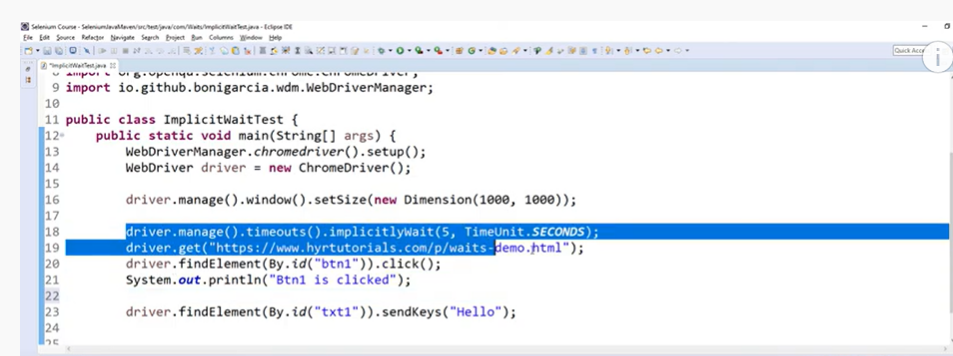 Selenium Course - SeleniumJavaMaven/src/test/java/com/Waits/ImplicitWaitTest.java - Eclipse IDE
File Edit Source Refactor Navigate Search Project Run Columns Window Help
Quick Acc
*ImplicitWaitTest.java
8 import org.openqa.selenium.chrome.ChromeDriver;
9 import io.github.bonigarcia.wdm.WebDriverManager;
10
11 public class ImplicitWaitTest {
12 public static void main(String[] args) {
13 WebDriverManager.chromedriver().setup();
14 WebDriver driver = new ChromeDriver();
15
16 driver.manage().window().setSize(new Dimension(1000, 1000));
17
18 driver.manage().timeouts().implicitlyWait(5, TimeUnit.SECONDS);
19 driver.get("https://www.hyrtutorials.com/p/waits-demo.html");
20 driver.findElement(By.id("btn1")).click();
21 System.out.println("Btn1 is clicked");
22
23 driver.findElement(By.id("txt1")).sendKeys("Hello");
24
25